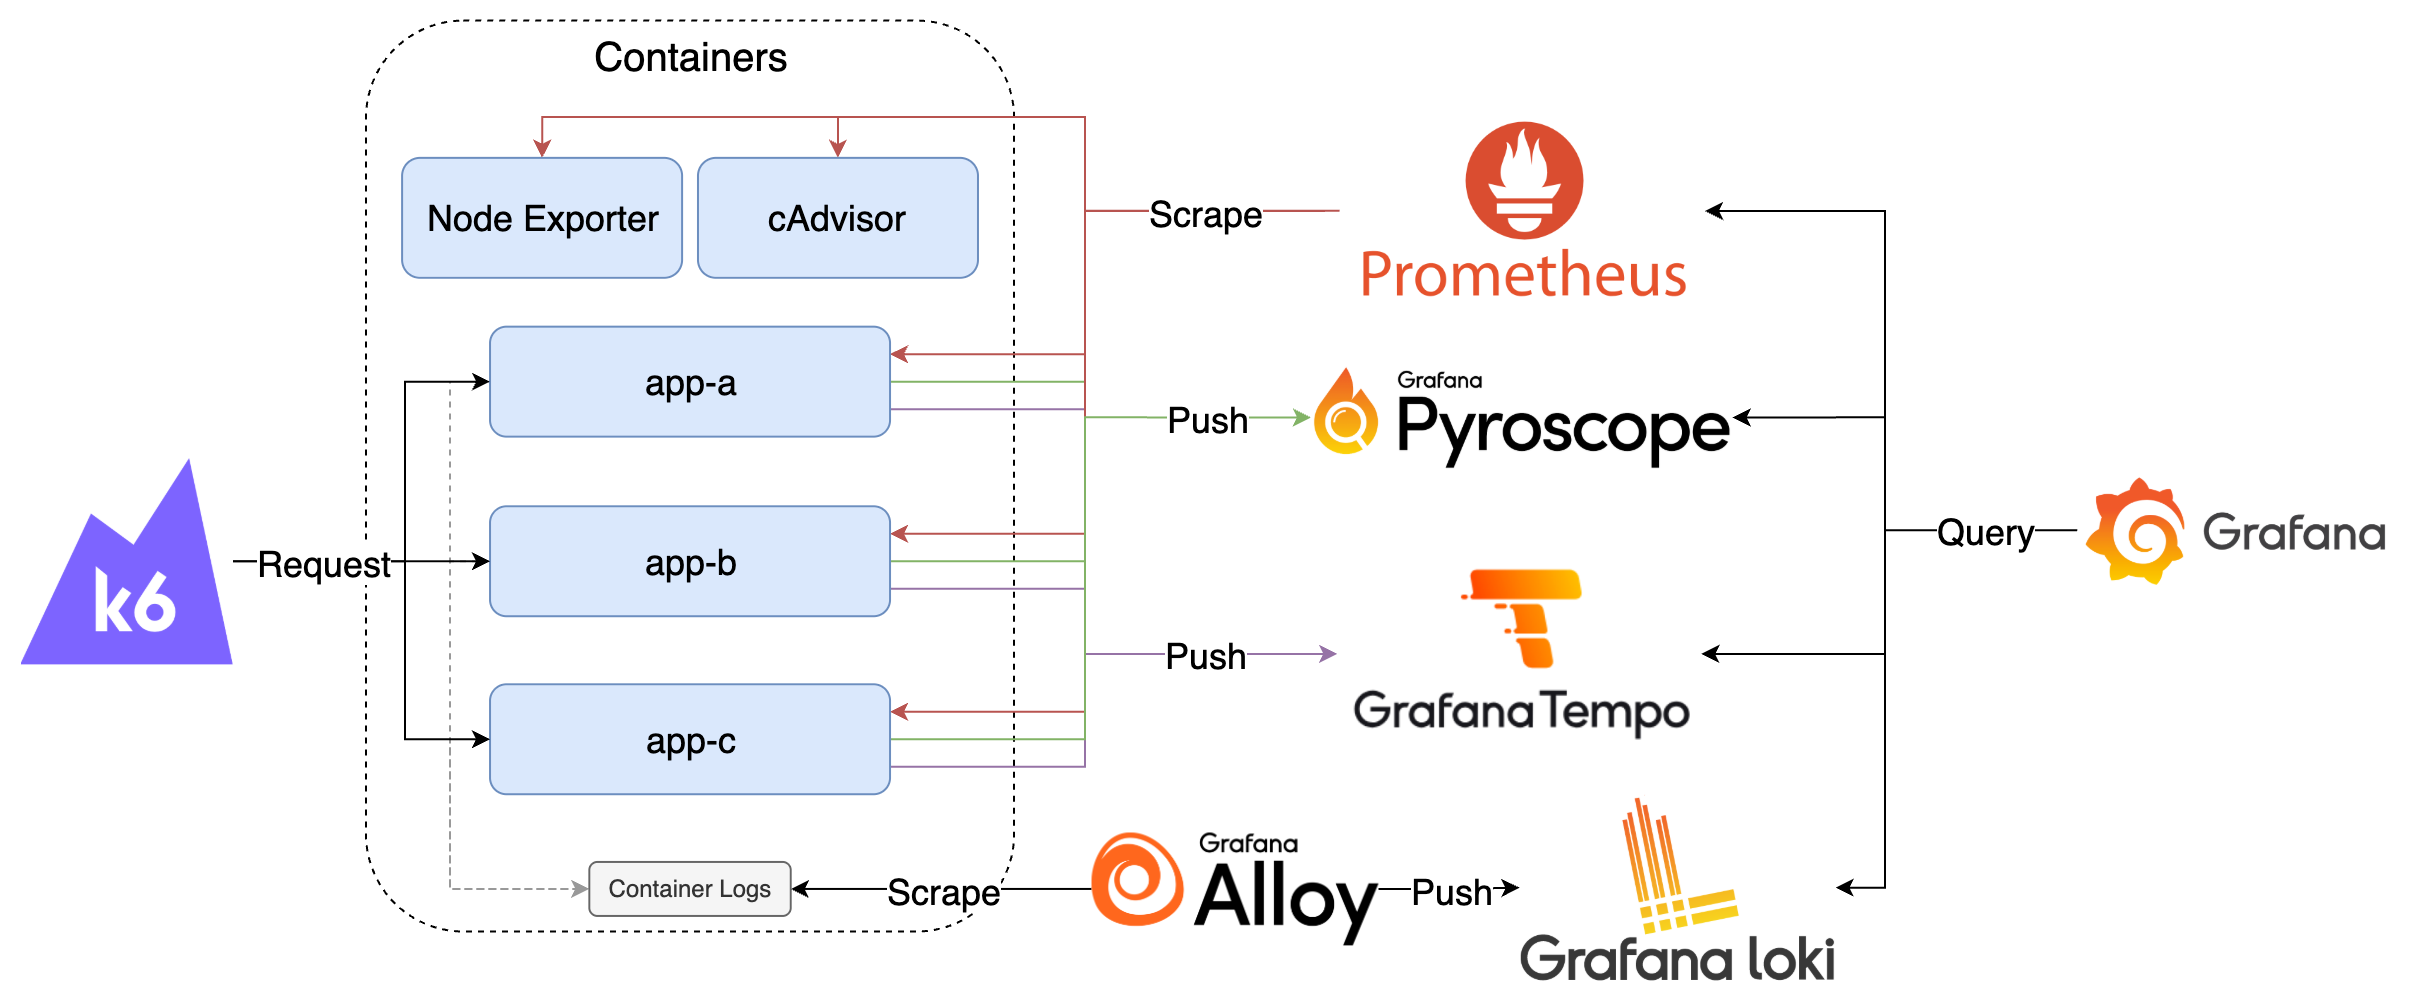 Containers
Node Exporter
cAdvisor
Scrape
Prometheus
app-a
Push
Grafana
Pyroscope
k6
Request
app-b
Query
Grafana
Push
Grafana Tempo
app-c
Container Logs
Scrape
Grafana
Alloy
Push
Grafana loki